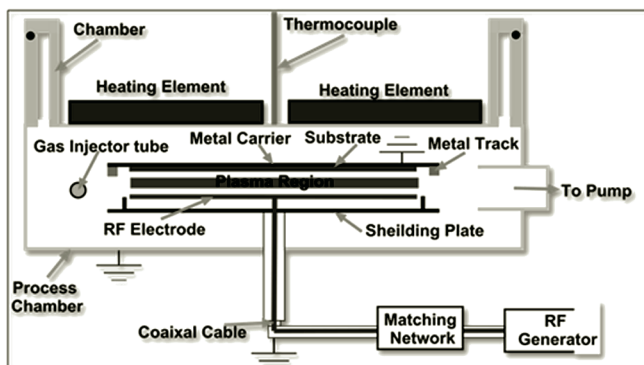 Chamber
Thermocouple
Heating Element
Heating Element
Metal Carrier
Substrate
Gas Injector tube
Metal Track
Plasma Region
To Pump
RF Electrode
Sheilding Plate
Process
Chamber
Coaixal Cable
Matching
Network
RF
Generator